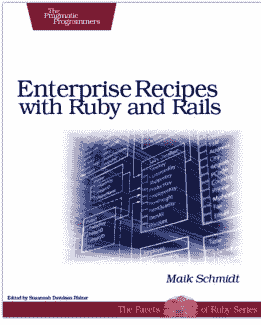 The
Pragmatic
Programmers
Enterprise Recipes
with Ruby and Rails
Maik Schmidt
Edited by Susannah Davidson Pfalzer
The Facets of Ruby Series